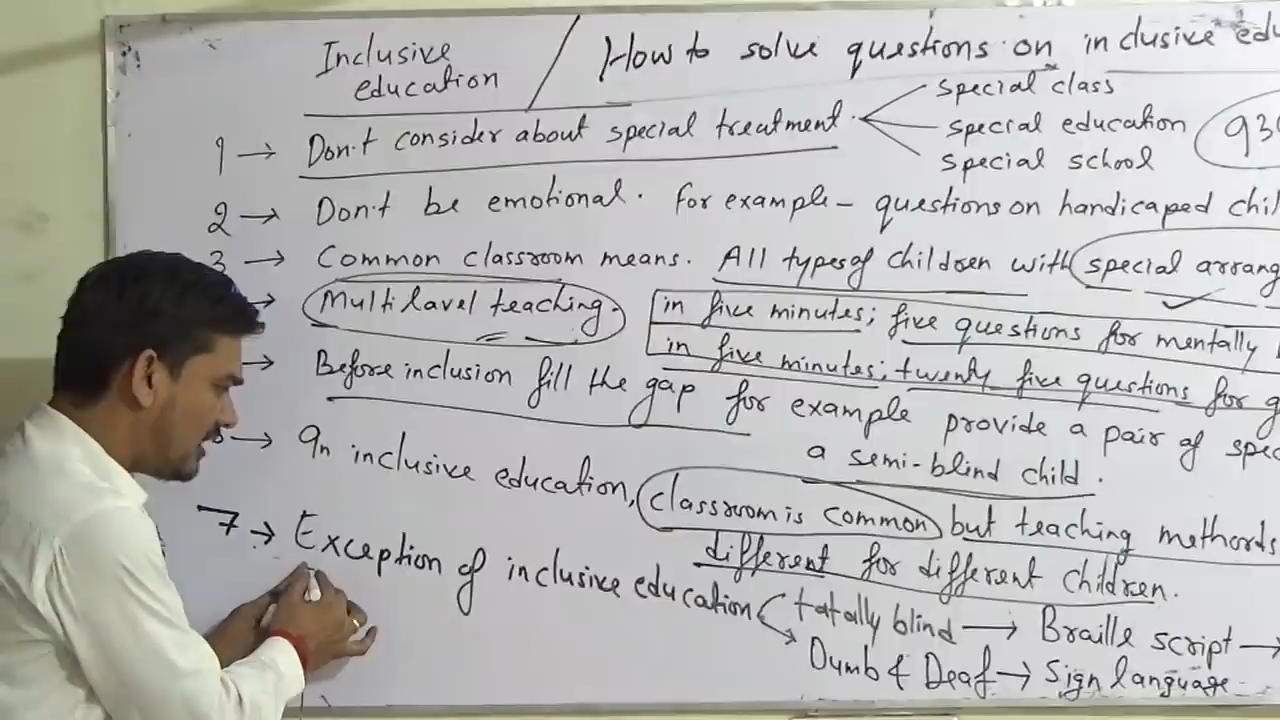 Inclusive education / How to solve questions on inclusive edu
1 → Don't consider about special treatment.
special class
special education
special school
93
2 → Don't be emotional. For example - questions on handicaped chil
3 → Common classroom means. All types of children with special arrang
→ Multilavel teaching.
in five minutes; five questions for mentally
in five minutes; twenty five questions for g
→ Before inclusion fill the gap for example provide a pair of spec
a semi-blind child.
→ In inclusive education, classroom is common but teaching methords
different for different children.
7 → Exception of inclusive education
tatally blind → Braille script →
Dumb & Deaf → Sign language